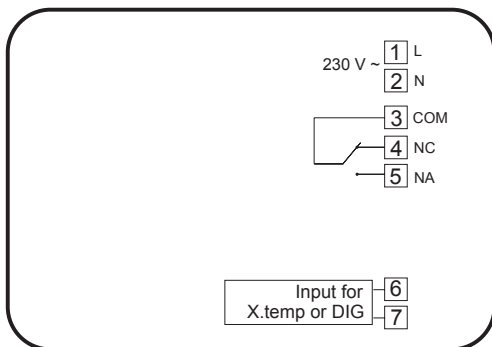 230 V ~ 1 L
2 N
3 COM
4 NC
5 NA
Input for 6
X.temp or DIG 7